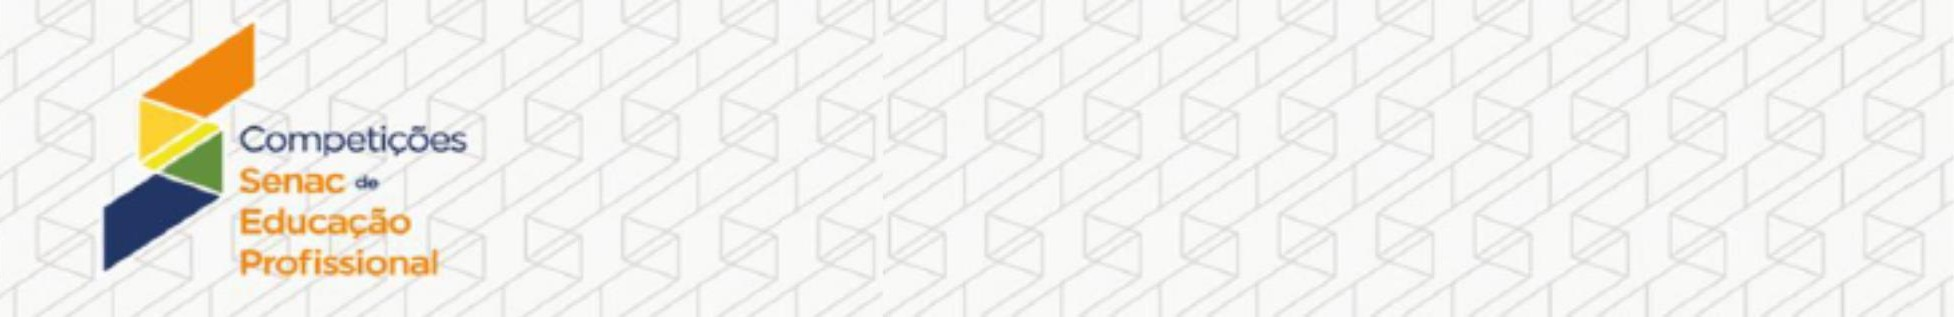 Competições
Senac de
Educação
Profissional